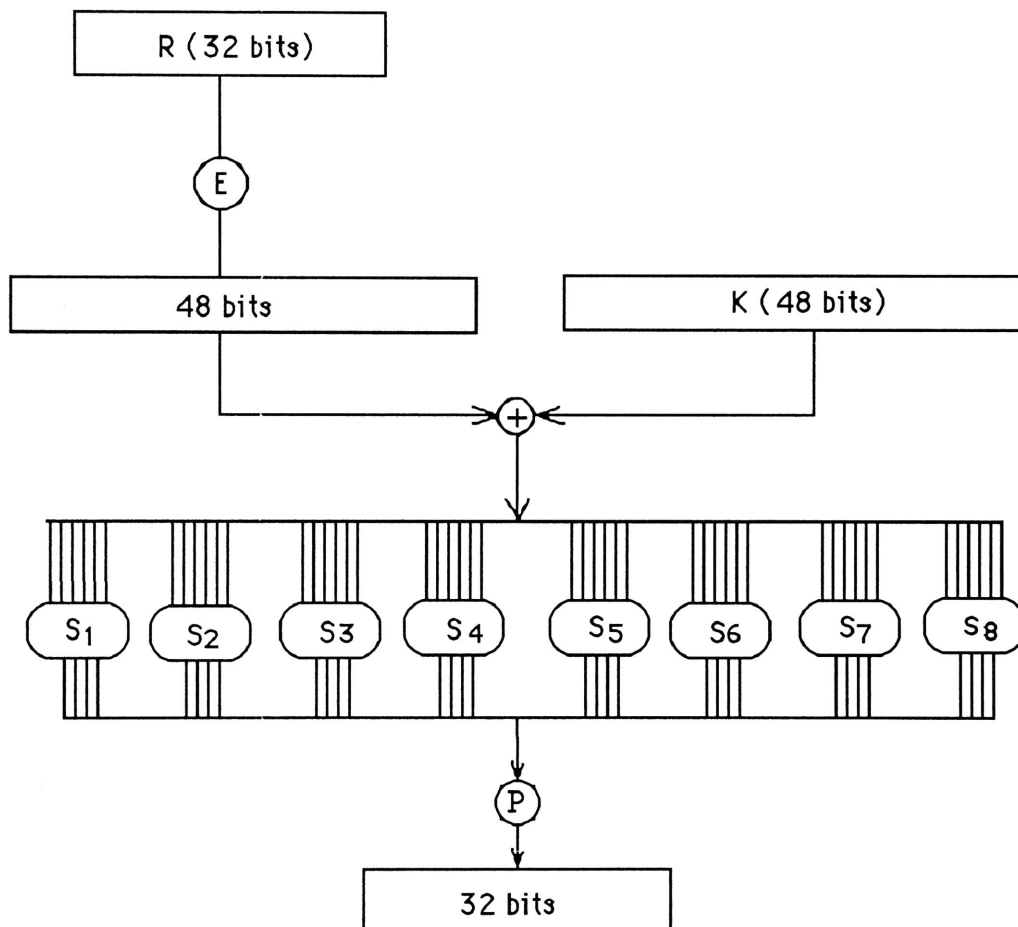 R (32 bits)
E
48 bits
K (48 bits)
+
S1 S2 S3 S4 S5 S6 S7 S8
P
32 bits